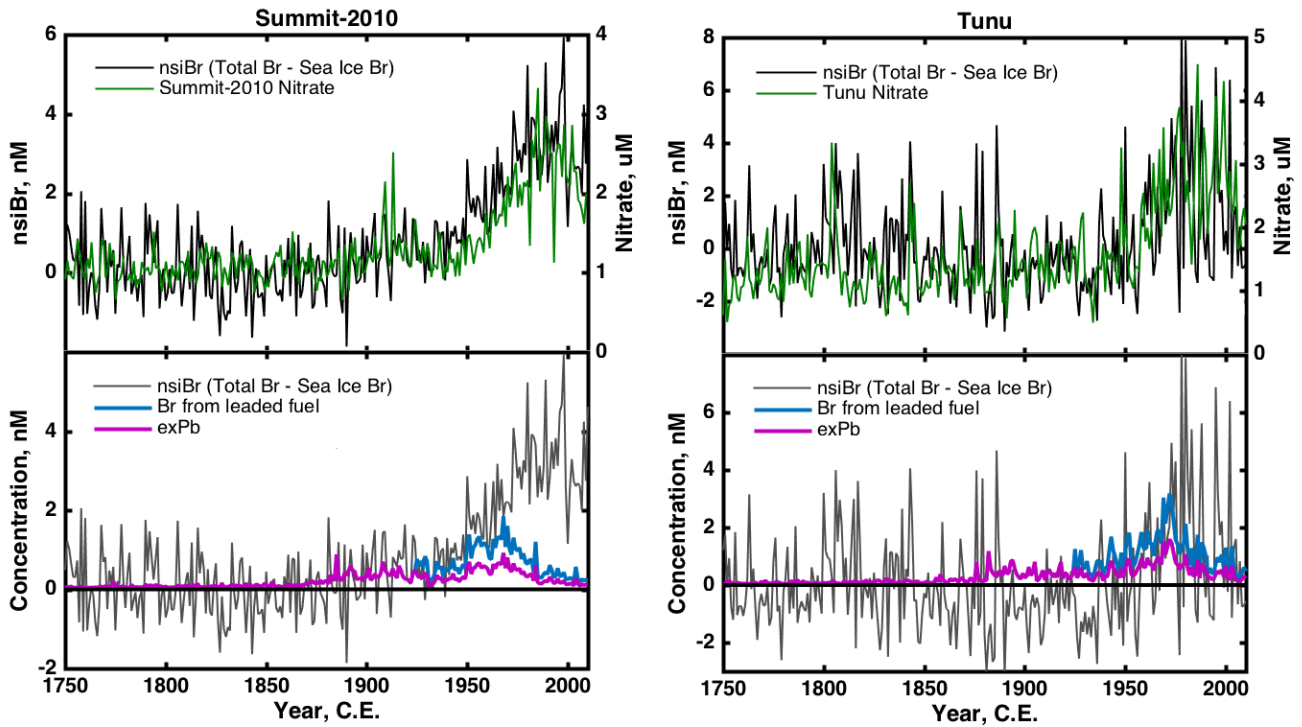 Summit-2010
6
4
2
0
nsiBr, nM
nsiBr (Total Br - Sea Ice Br)
Summit-2010 Nitrate
4
3
2
1
0
Nitrate, uM
4
2
0
-2
Concentration, nM
nsiBr (Total Br - Sea Ice Br)
Br from leaded fuel
exPb
1750 1800 1850 1900 1950 2000
Year, C.E.
Tunu
8
6
4
2
0
-2
nsiBr, nM
nsiBr (Total Br - Sea Ice Br)
Tunu Nitrate
5
4
3
2
1
0
Nitrate, uM
6
4
2
0
-2
Concentration, nM
nsiBr (Total Br - Sea Ice Br)
Br from leaded fuel
exPb
1750 1800 1850 1900 1950 2000
Year, C.E.